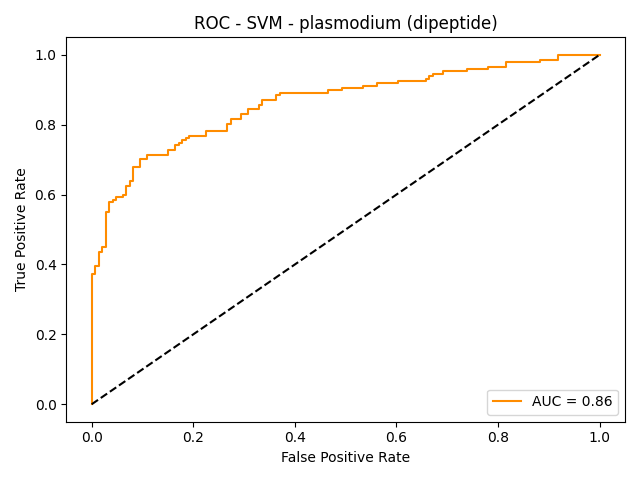 ROC - SVM - plasmodium (dipeptide)
True Positive Rate
1.0
0.8
0.6
0.4
0.2
0.0
AUC = 0.86
0.0 0.2 0.4 0.6 0.8 1.0
False Positive Rate